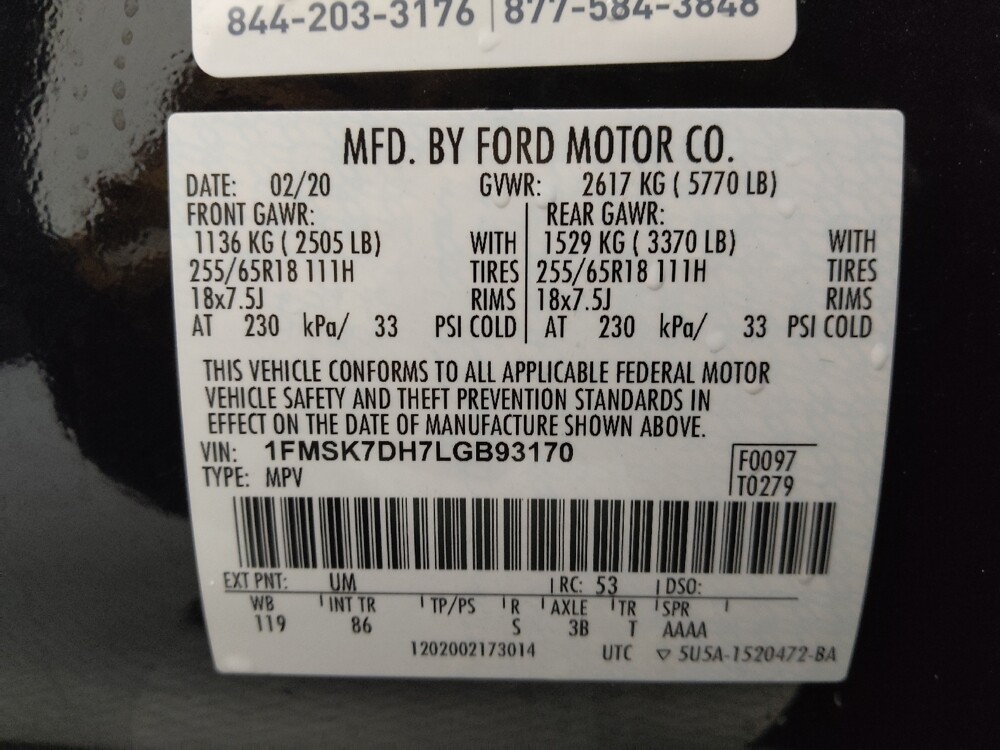 844-203-3176 | 877-584-3848
MFD. BY FORD MOTOR CO.
DATE: 02/20 GVWR: 2617 KG ( 5770 LB)
FRONT GAWR: REAR GAWR:
1136 KG ( 2505 LB) WITH 1529 KG ( 3370 LB) WITH
255/65R18 111H TIRES 255/65R18 111H TIRES
18x7.5J RIMS 18x7.5J RIMS
AT 230 kPa/ 33 PSI COLD AT 230 kPa/ 33 PSI COLD
THIS VEHICLE CONFORMS TO ALL APPLICABLE FEDERAL MOTOR
VEHICLE SAFETY AND THEFT PREVENTION STANDARDS IN
EFFECT ON THE DATE OF MANUFACTURE SHOWN ABOVE.
VIN: 1FMSK7DH7LGB93170
F0097
TYPE: MPV
T0279
EXT PNT: UM RC: 53 DSO:
WB INT TR TP/PS R AXLE TR SPR
119 86 S 3B T AAAA
1202002173014 UTC ▽ 5U5A-1520472-BA